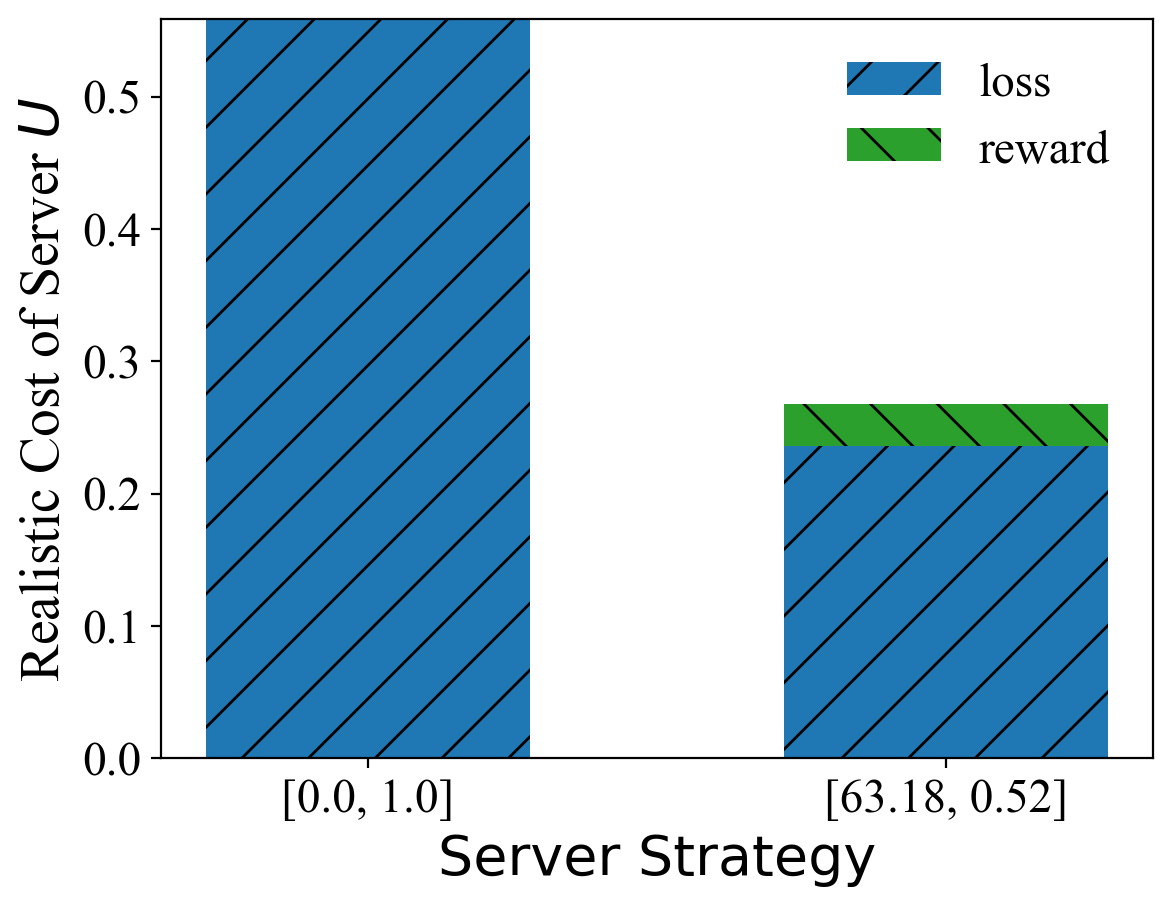 Realistic Cost of Server U
0.5
0.4
0.3
0.2
0.1
0.0
loss
reward
[0.0, 1.0]
[63.18, 0.52]
Server Strategy